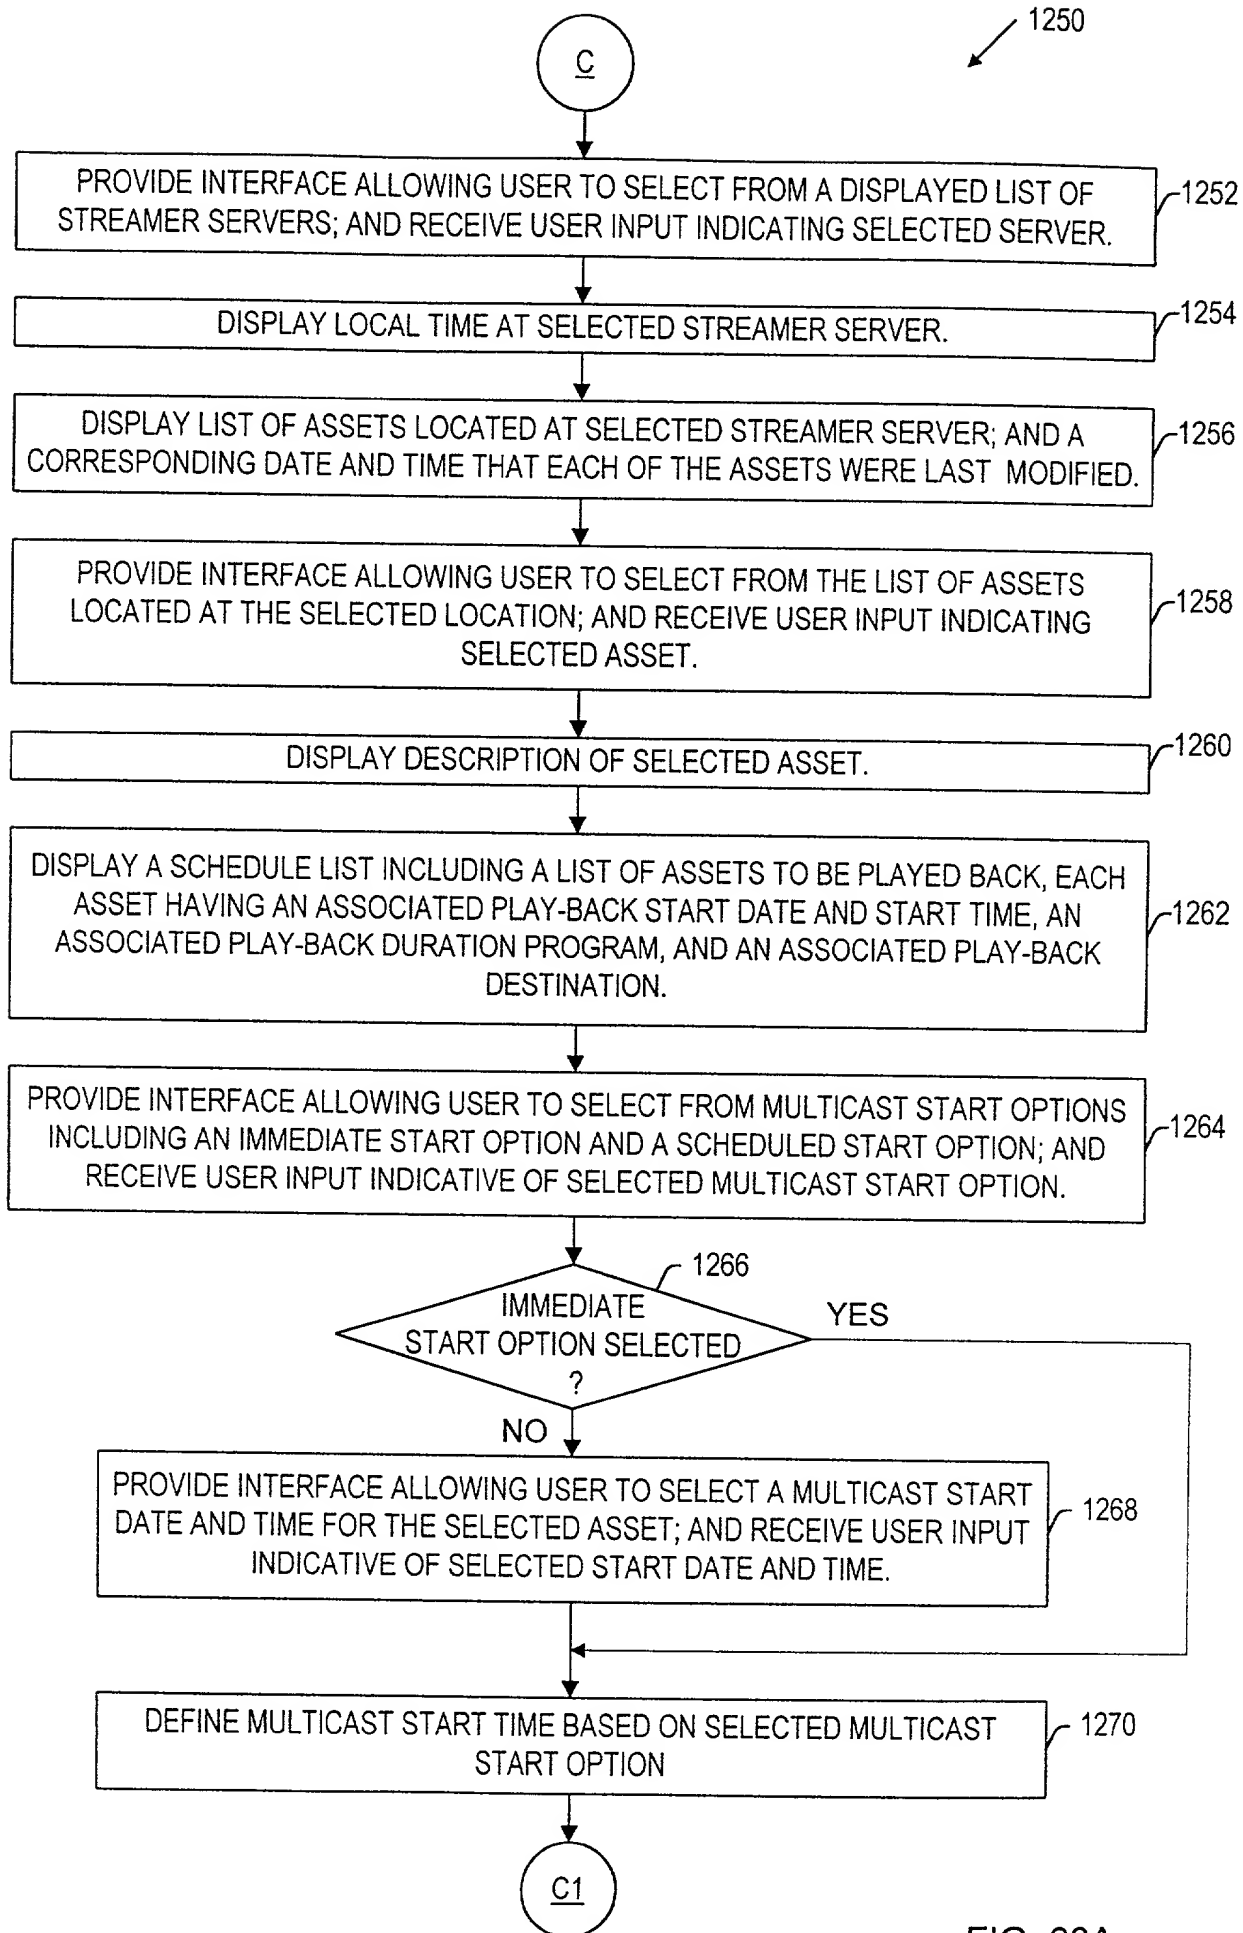 1250
C
PROVIDE INTERFACE ALLOWING USER TO SELECT FROM A DISPLAYED LIST OF
STREAMER SERVERS; AND RECEIVE USER INPUT INDICATING SELECTED SERVER.
1252
DISPLAY LOCAL TIME AT SELECTED STREAMER SERVER.
1254
DISPLAY LIST OF ASSETS LOCATED AT SELECTED STREAMER SERVER; AND A
CORRESPONDING DATE AND TIME THAT EACH OF THE ASSETS WERE LAST MODIFIED.
1256
PROVIDE INTERFACE ALLOWING USER TO SELECT FROM THE LIST OF ASSETS
LOCATED AT THE SELECTED LOCATION; AND RECEIVE USER INPUT INDICATING
SELECTED ASSET.
1258
DISPLAY DESCRIPTION OF SELECTED ASSET.
1260
DISPLAY A SCHEDULE LIST INCLUDING A LIST OF ASSETS TO BE PLAYED BACK, EACH
ASSET HAVING AN ASSOCIATED PLAY-BACK START DATE AND START TIME, AN
ASSOCIATED PLAY-BACK DURATION PROGRAM, AND AN ASSOCIATED PLAY-BACK
DESTINATION.
1262
PROVIDE INTERFACE ALLOWING USER TO SELECT FROM MULTICAST START OPTIONS
INCLUDING AN IMMEDIATE START OPTION AND A SCHEDULED START OPTION; AND
RECEIVE USER INPUT INDICATIVE OF SELECTED MULTICAST START OPTION.
1264
1266
IMMEDIATE
START OPTION SELECTED
?
YES
NO
PROVIDE INTERFACE ALLOWING USER TO SELECT A MULTICAST START
DATE AND TIME FOR THE SELECTED ASSET; AND RECEIVE USER INPUT
INDICATIVE OF SELECTED START DATE AND TIME.
1268
DEFINE MULTICAST START TIME BASED ON SELECTED MULTICAST
START OPTION
1270
C1